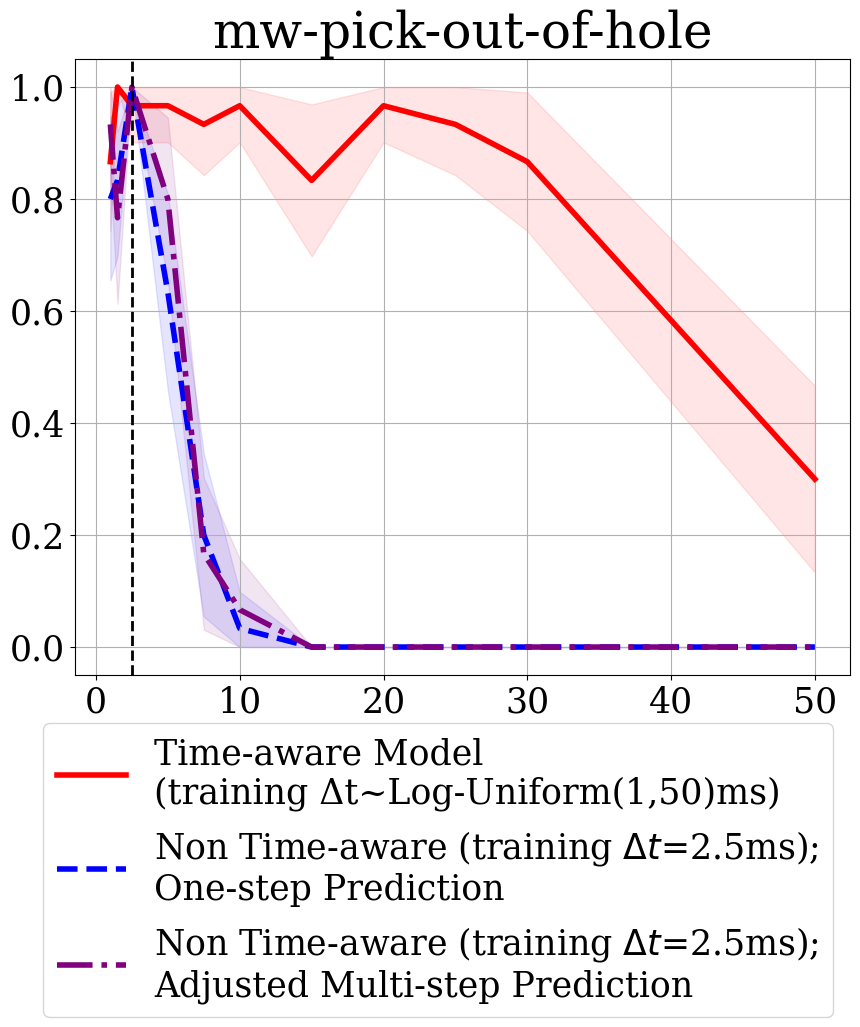 mw-pick-out-of-hole
1.0
0.8
0.6
0.4
0.2
0.0
0 10 20 30 40 50
Time-aware Model
(training Δt~Log-Uniform(1,50)ms)
Non Time-aware (training Δt=2.5ms);
One-step Prediction
Non Time-aware (training Δt=2.5ms);
Adjusted Multi-step Prediction